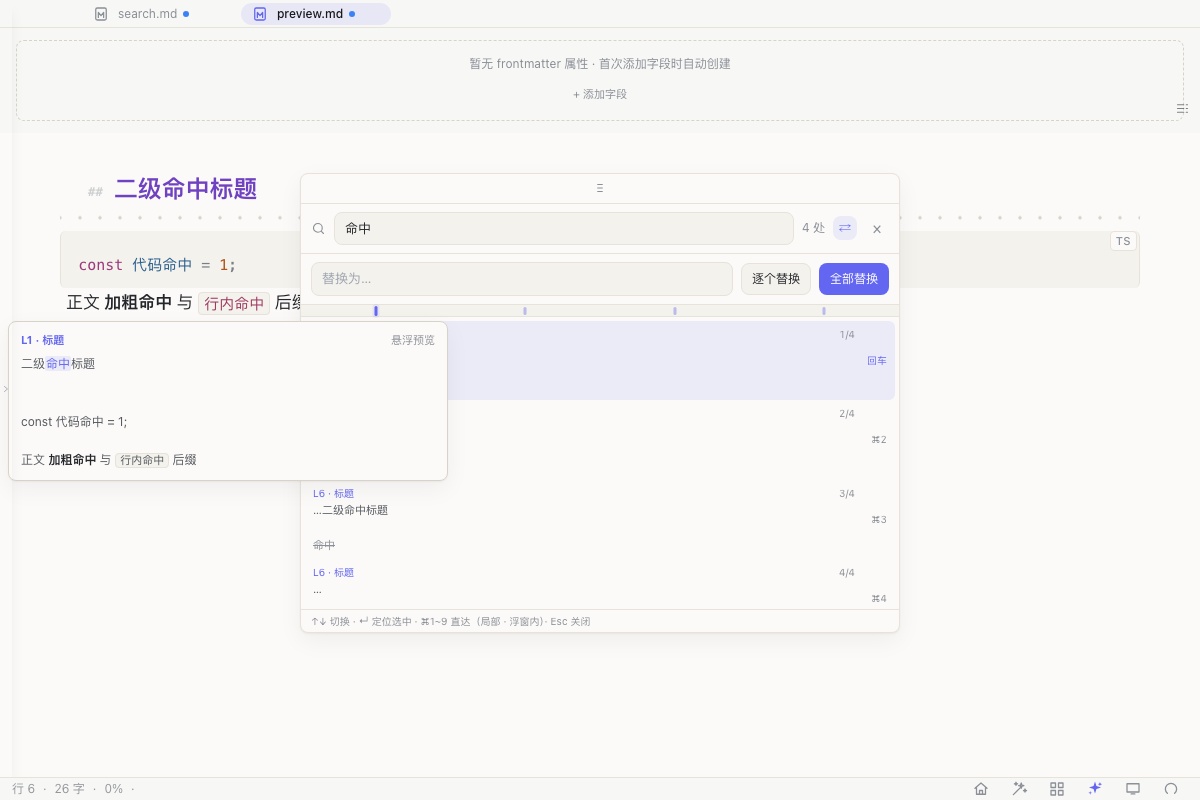 search.md
preview.md
暂无 frontmatter 属性 · 首次添加字段时自动创建
+ 添加字段
## 二级命中标题
命中
4 处
TS
const 代码命中 = 1;
替换为...
逐个替换
全部替换
正文 加粗命中 与 行内命中 后缀
L1 · 标题
悬浮预览
二级命中标题
const 代码命中 = 1;
正文 加粗命中 与 行内命中 后缀
1/4
回车
2/4
⌘2
L6 · 标题
3/4
...二级命中标题
⌘3
命中
L6 · 标题
4/4
...
⌘4
↑↓ 切换 · ↵ 定位选中 · ⌘1~9 直达（局部 · 浮窗内）· Esc 关闭
行 6 · 26 字 · 0% ·